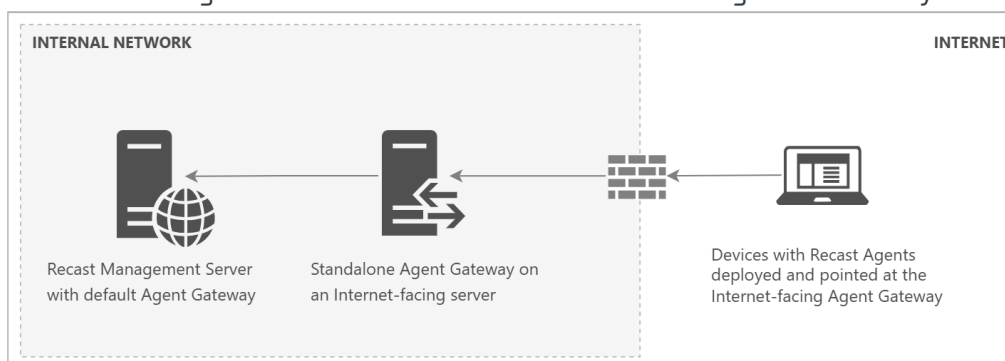 INTERNAL NETWORK
INTERNET
Recast Management Server
with default Agent Gateway
Standalone Agent Gateway on
an Internet-facing server
Devices with Recast Agents
deployed and pointed at the
Internet-facing Agent Gateway